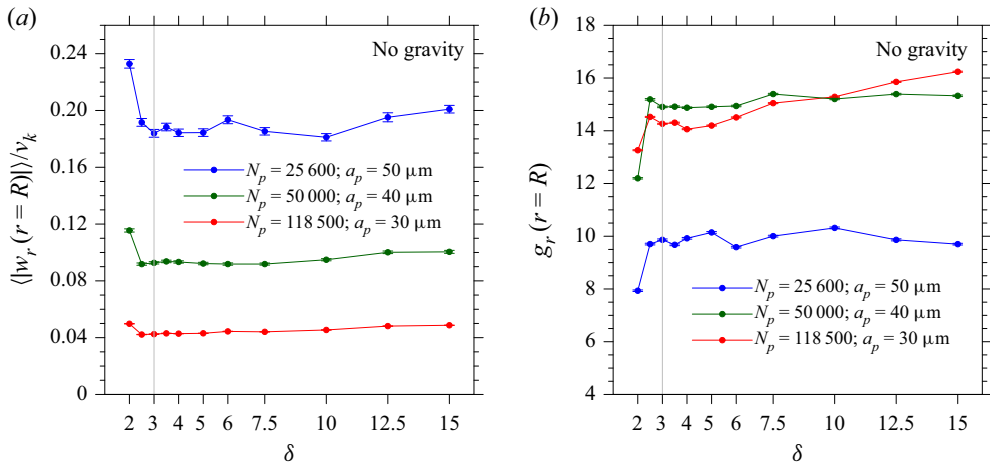 (a)
No gravity
0.24
0.20
0.16
0.12
0.08
0.04
0
⟨|w_r (r = R)|⟩/v_k
N_p = 25 600; a_p = 50 μm
N_p = 50 000; a_p = 40 μm
N_p = 118 500; a_p = 30 μm
2 3 4 5 6 7.5 10 12.5 15
δ
(b)
No gravity
18
16
14
12
10
8
6
4
g_r (r = R)
N_p = 25 600; a_p = 50 μm
N_p = 50 000; a_p = 40 μm
N_p = 118 500; a_p = 30 μm
2 3 4 5 6 7.5 10 12.5 15
δ